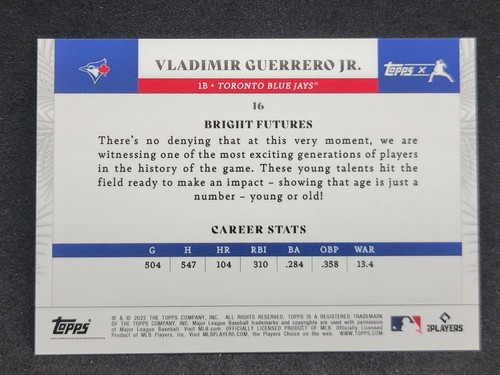 VLADIMIR GUERRERO JR.
1B • TORONTO BLUE JAYS®
TOPPS X
16
BRIGHT FUTURES
There's no denying that at this very moment, we are
witnessing one of the most exciting generations of players
in the history of the game. These young talents hit the
field ready to make an impact – showing that age is just a
number – young or old!
CAREER STATS
G H HR RBI BA OBP WAR
504 547 104 310 .284 .358 13.4
TOPPS
® & © 2022 THE TOPPS COMPANY, INC. ALL RIGHTS RESERVED. TOPPS IS A REGISTERED TRADEMARK
OF THE TOPPS COMPANY, INC. Major League Baseball trademarks and copyrights are used with permission
of Major League Baseball. Visit MLB.com. OFFICIALLY LICENSED PRODUCT OF MLB. Officially Licensed
Product of MLB Players, Inc. Visit MLBPLAYERS.com, the Players Choice on the web. WWW.TOPPS.COM
PLAYERS